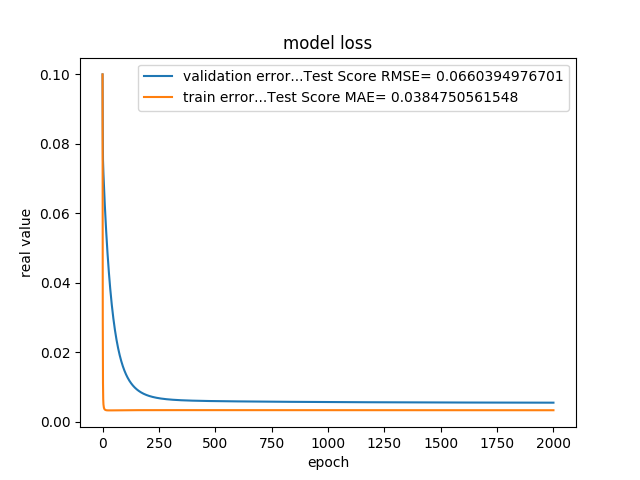 model loss
validation error...Test Score RMSE= 0.0660394976701
train error...Test Score MAE= 0.0384750561548
real value
0.10
0.08
0.06
0.04
0.02
0.00
0 250 500 750 1000 1250 1500 1750 2000
epoch